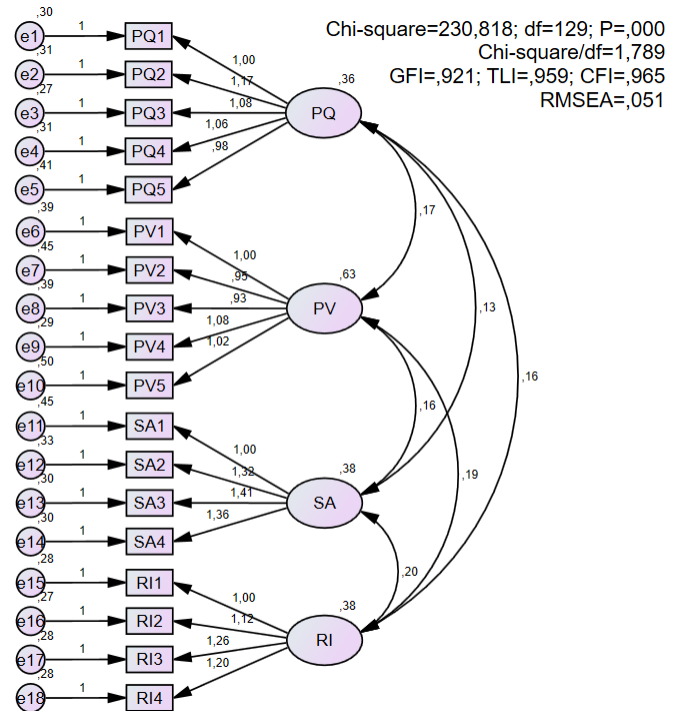 Chi-square=230,818; df=129; P=,000
Chi-square/df=1,789
GFI=,921; TLI=,959; CFI=,965
RMSEA=,051
,30
e1 1 PQ1
,31
e2 1 PQ2
,27
e3 1 PQ3
,31
e4 1 PQ4
,41
e5 1 PQ5
1,00
1,17
1,08
1,06
,98
,36
PQ
,39
e6 1 PV1
,45
e7 1 PV2
,39
e8 1 PV3
,29
e9 1 PV4
,50
e10 1 PV5
1,00
,95
,93
1,08
1,02
,63
PV
,45
e11 1 SA1
,33
e12 1 SA2
,30
e13 1 SA3
,30
e14 1 SA4
1,00
1,32
1,41
1,36
,38
SA
,28
e15 1 RI1
,27
e16 1 RI2
,28
e17 1 RI3
,28
e18 1 RI4
1,00
1,12
1,26
1,20
,38
RI
,17
,13
,16
,16
,19
,20